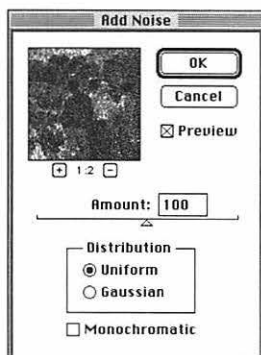 Add Noise
OK
Cancel
Preview
+ 1:2 −
Amount: 100
Distribution
Uniform
Gaussian
Monochromatic